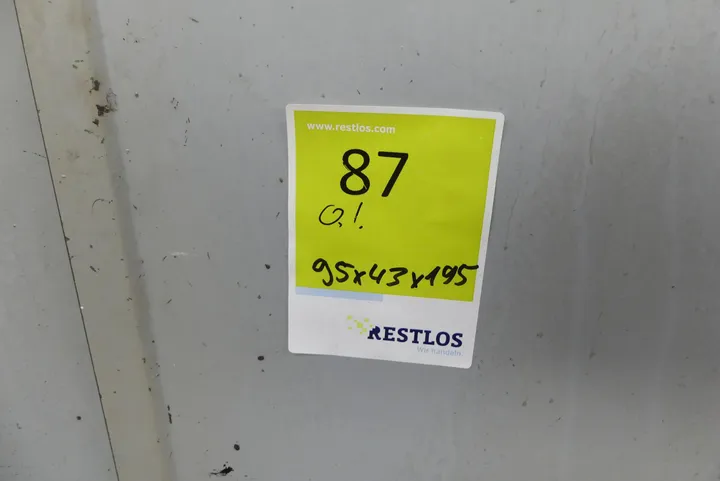 www.restlos.com
87
O,!
95x43x195
RESTLOS
Wir handeln.